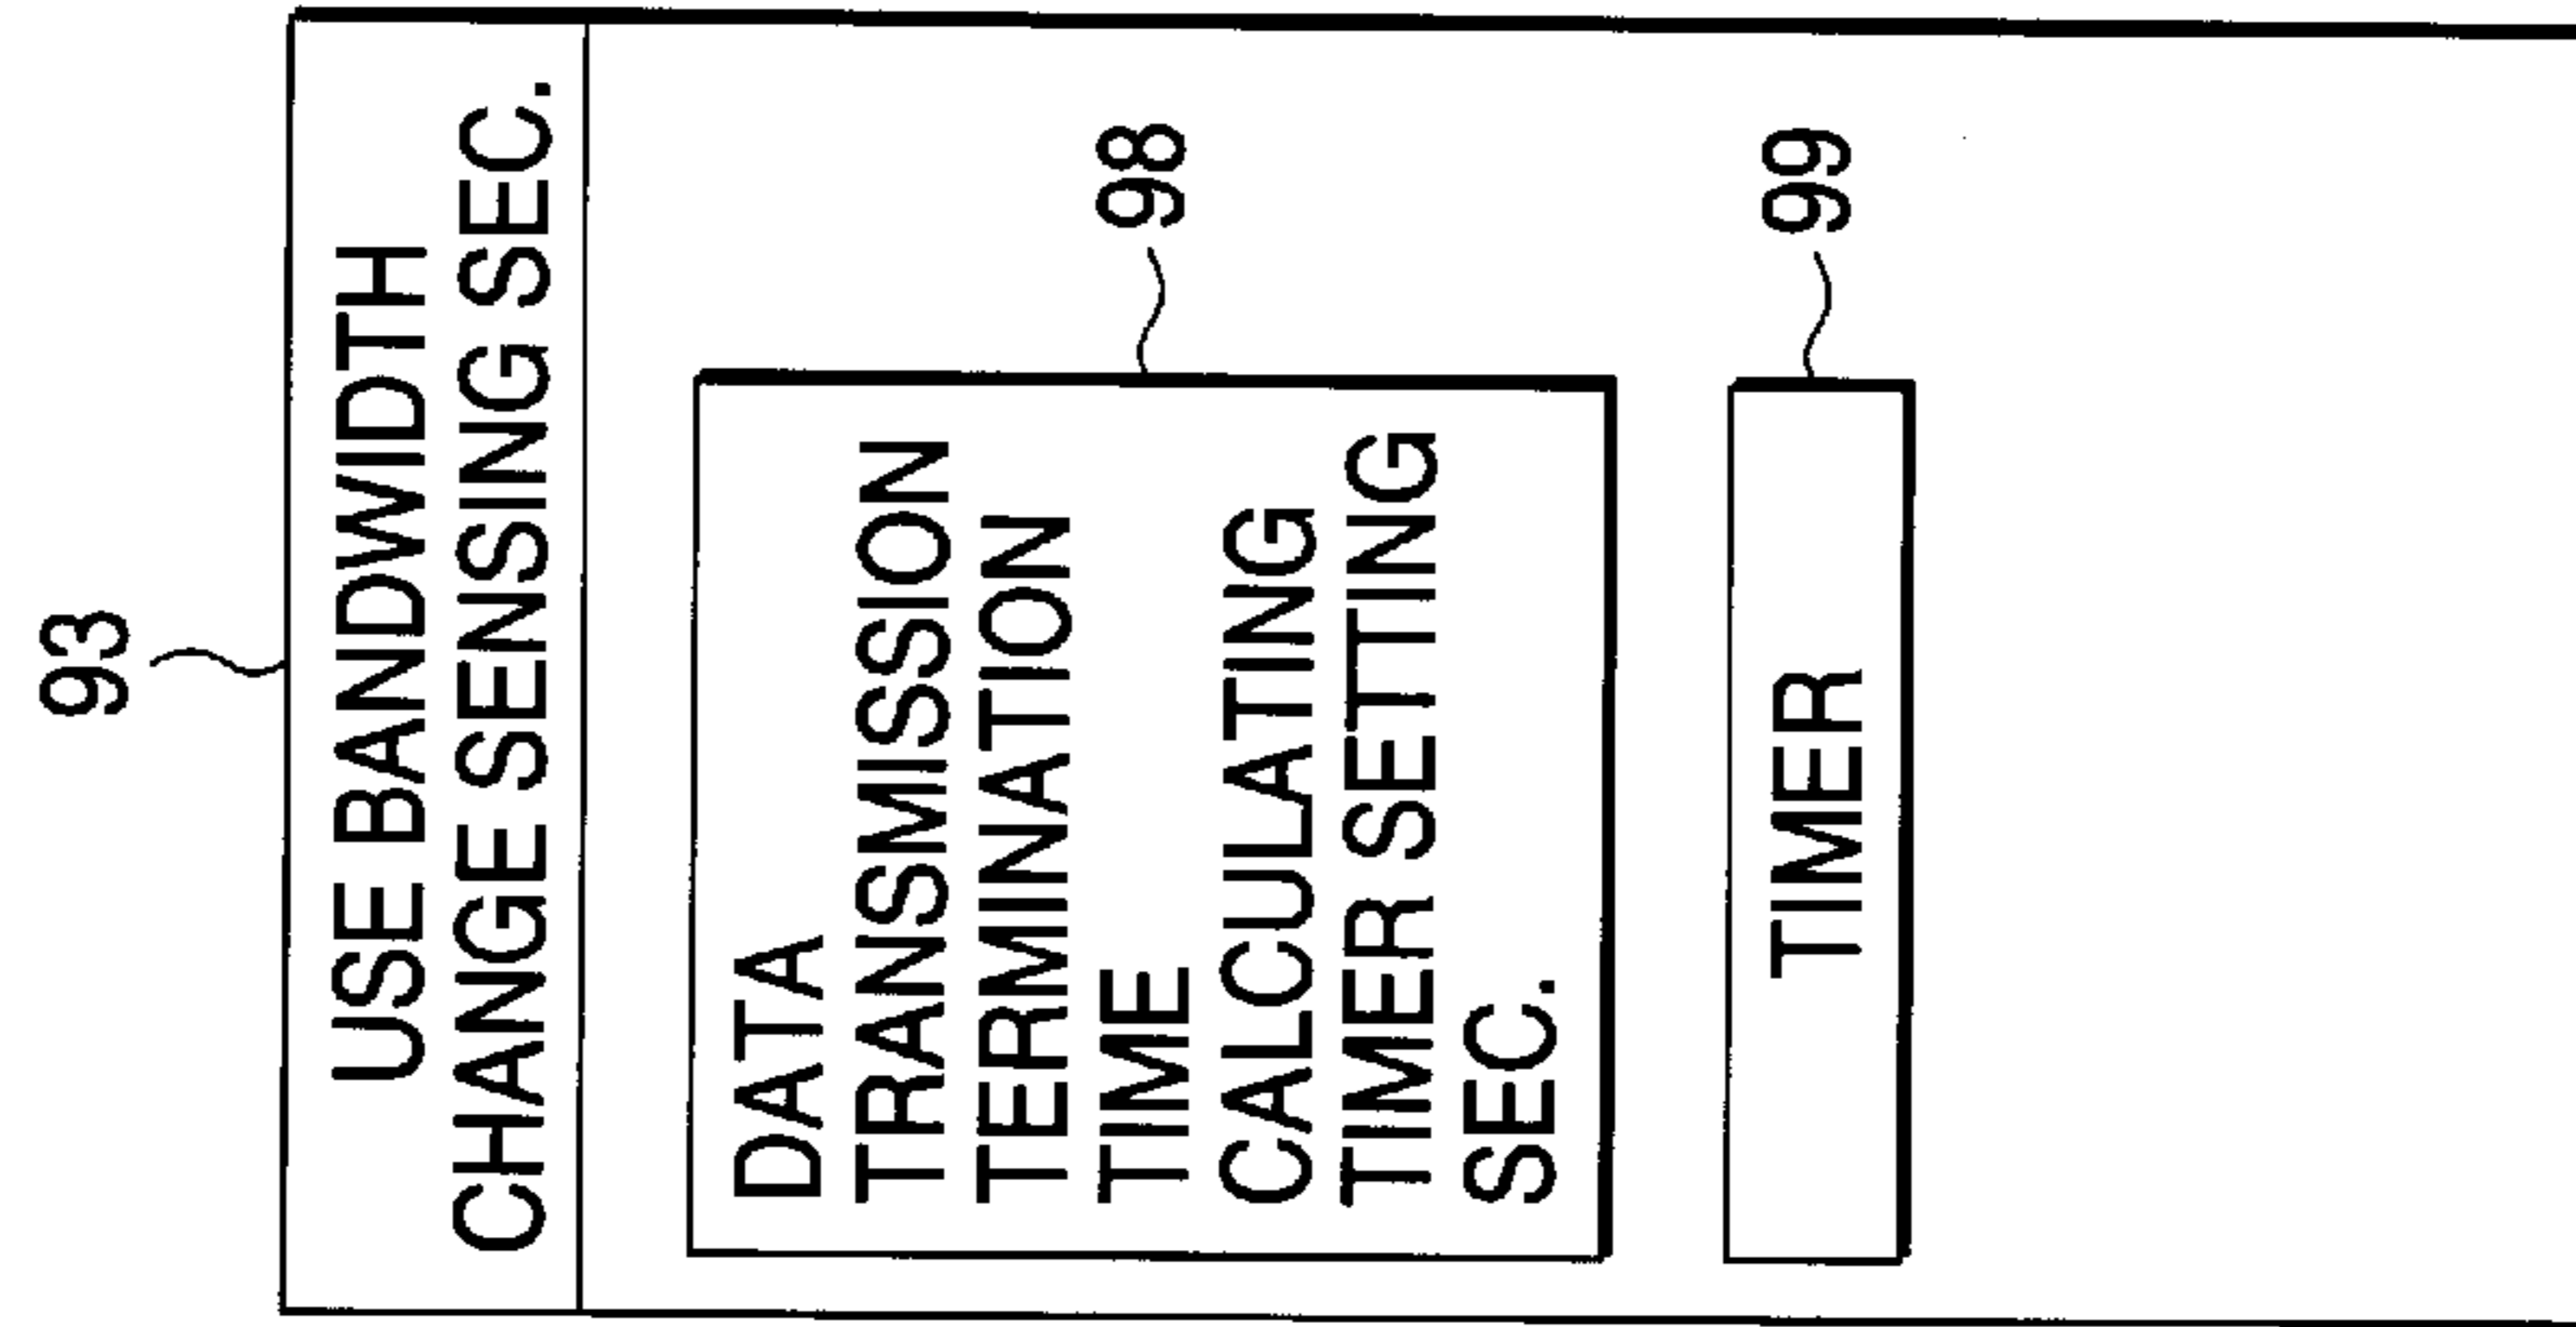 93
USE BANDWIDTH
CHANGE SENSING SEC.
98
DATA
TRANSMISSION
TERMINATION
TIME
CALCULATING
TIMER SETTING
SEC.
99
TIMER